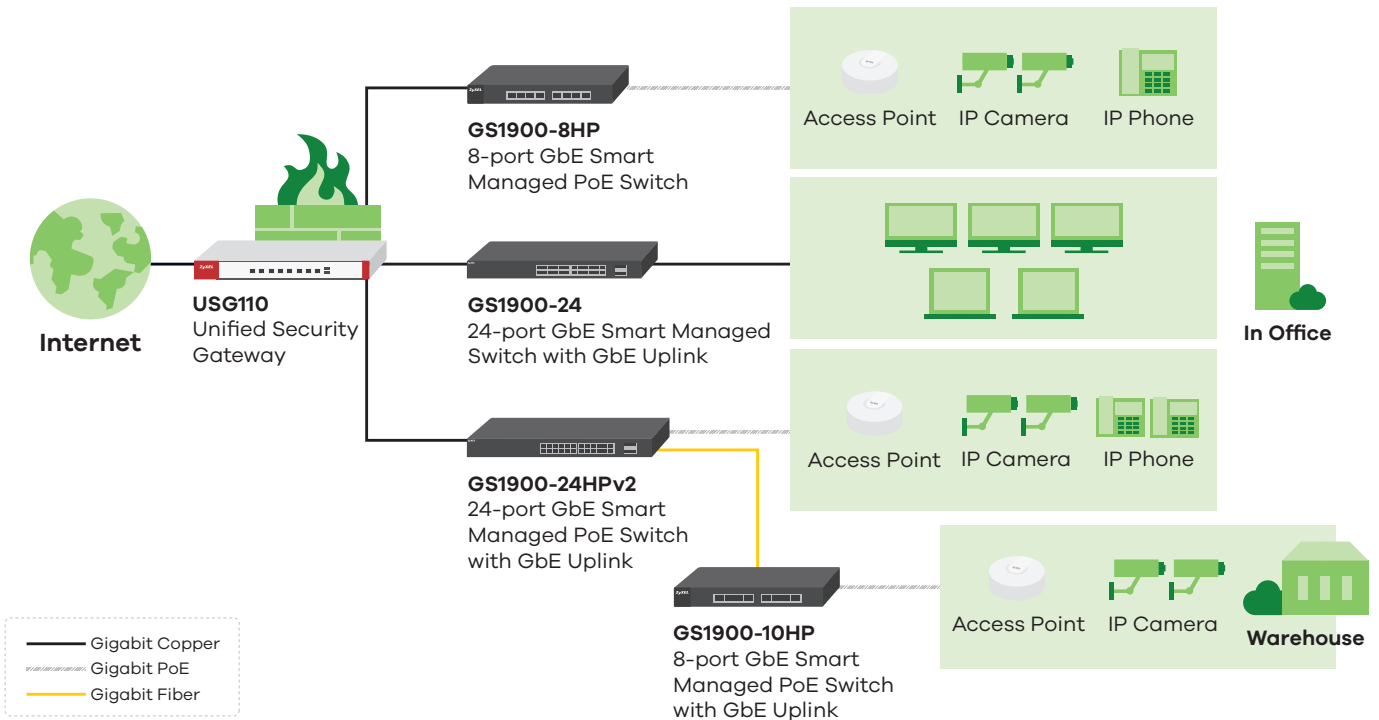 Internet
ZyXEL
USG110
Unified Security
Gateway
ZyXEL
GS1900-8HP
8-port GbE Smart
Managed PoE Switch
GS1900-24
24-port GbE Smart Managed
Switch with GbE Uplink
GS1900-24HPv2
24-port GbE Smart
Managed PoE Switch
with GbE Uplink
ZyXEL
GS1900-10HP
8-port GbE Smart
Managed PoE Switch
with GbE Uplink
Access Point IP Camera IP Phone
In Office
Access Point IP Camera IP Phone
Access Point IP Camera
Warehouse
Gigabit Copper
Gigabit PoE
Gigabit Fiber